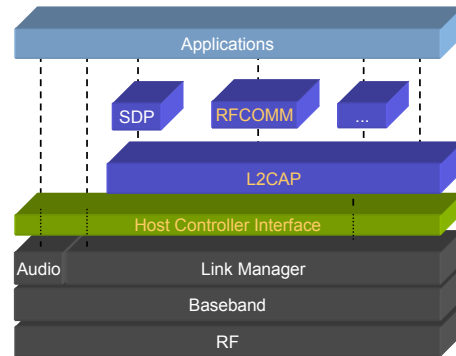 Applications
SDP
RFCOMM
...
L2CAP
Host Controller Interface
Audio
Link Manager
Baseband
RF